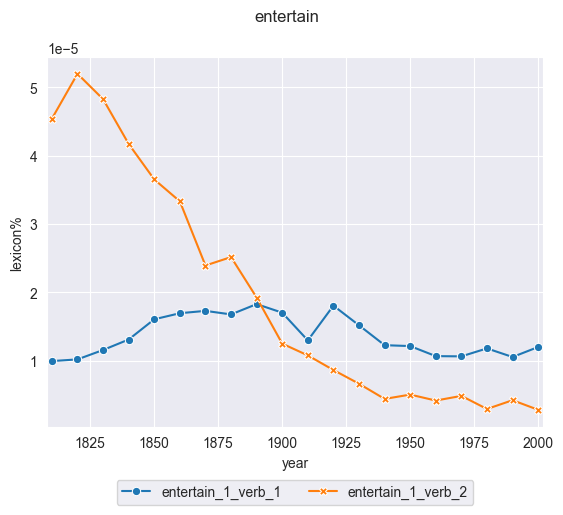 entertain
1e−5
5
4
3
2
1
lexicon%
1825 1850 1875 1900 1925 1950 1975 2000
year
entertain_1_verb_1 entertain_1_verb_2